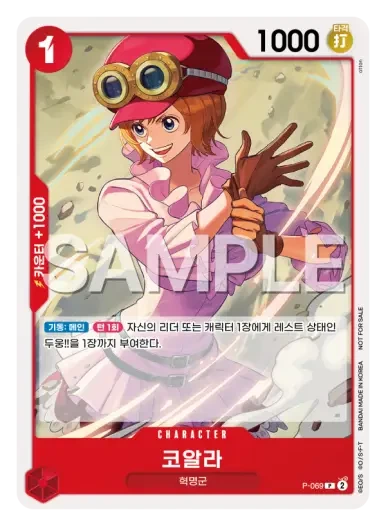 1
1000
타격
打
otton
카운터 +1000
SAMPLE
기동: 메인 턴 1회 자신의 리더 또는 캐릭터 1장에게 레스트 상태인
두웅!!을 1장까지 부여한다.
BANDAI MADE IN KOREA NOT FOR SALE
CHARACTER
코알라
혁명군
P-069 P 2
©EO/S ©O / S·F·T